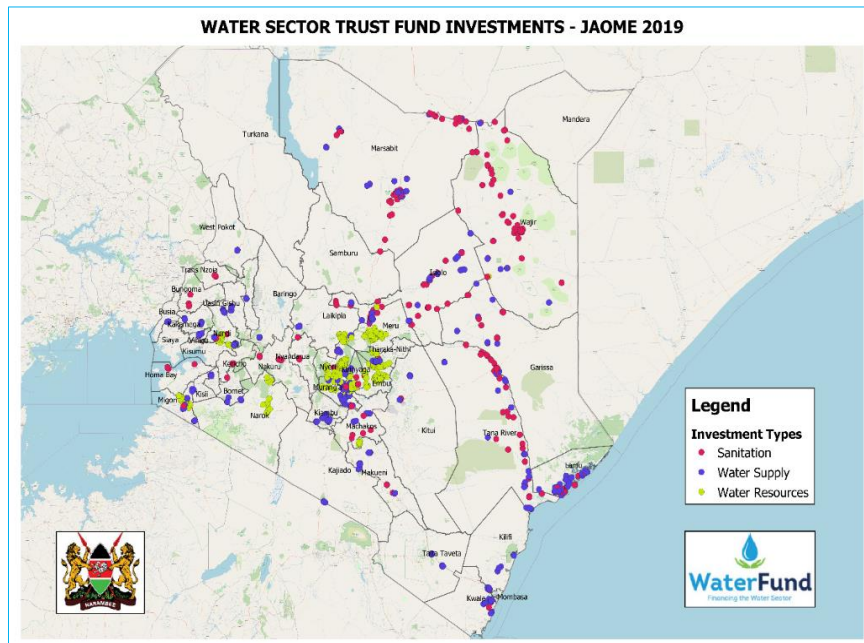 WATER SECTOR TRUST FUND INVESTMENTS - JAOME 2019
Mandera
Turkana
Marsabit
Wajir
West Pokot
Samburu
Isiolo
Trans Nzoia
Bungoma
Baringo
Busia
Uasin Gishu
Laikipia
Meru
Kakamega
Nandi
Siaya
Vihiga
Kisumu
Tharaka-Nithi
Nyandarua
Kericho
Nakuru
Nyeri
Kirinyaga
Garissa
Homa Bay
Embu
Kisii
Bomet
Murang'a
Migori
Narok
Kiambu
Machakos
Kitui
Tana River
Kajiado
Makueni
Lamu
Kilifi
Taita Taveta
Kwale
Mombasa
Legend
Investment Types
Sanitation
Water Supply
Water Resources
HARAMBEE
WaterFund
Financing the Water Sector